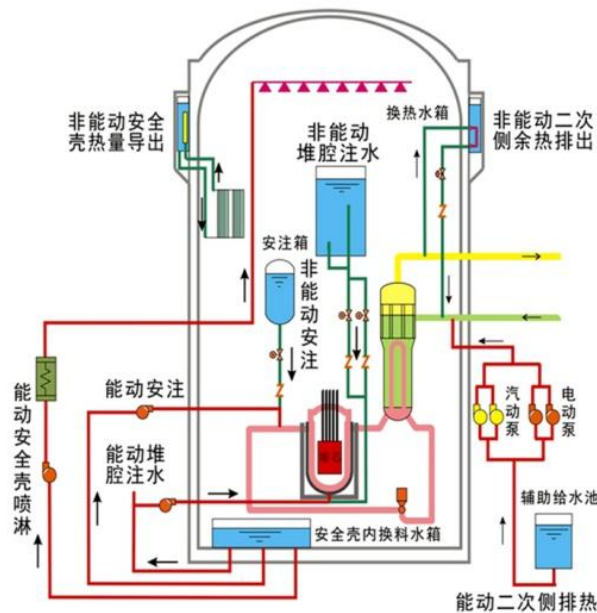 非能动安全
壳热量导出
非能动
堆腔注水
换热水箱
非能动二次
侧余热排出
安注箱
非能动安注
能动安注
能动堆
腔注水
能动安全壳喷淋
安全壳内换料水箱
汽动泵
电动泵
辅助给水池
能动二次侧排热